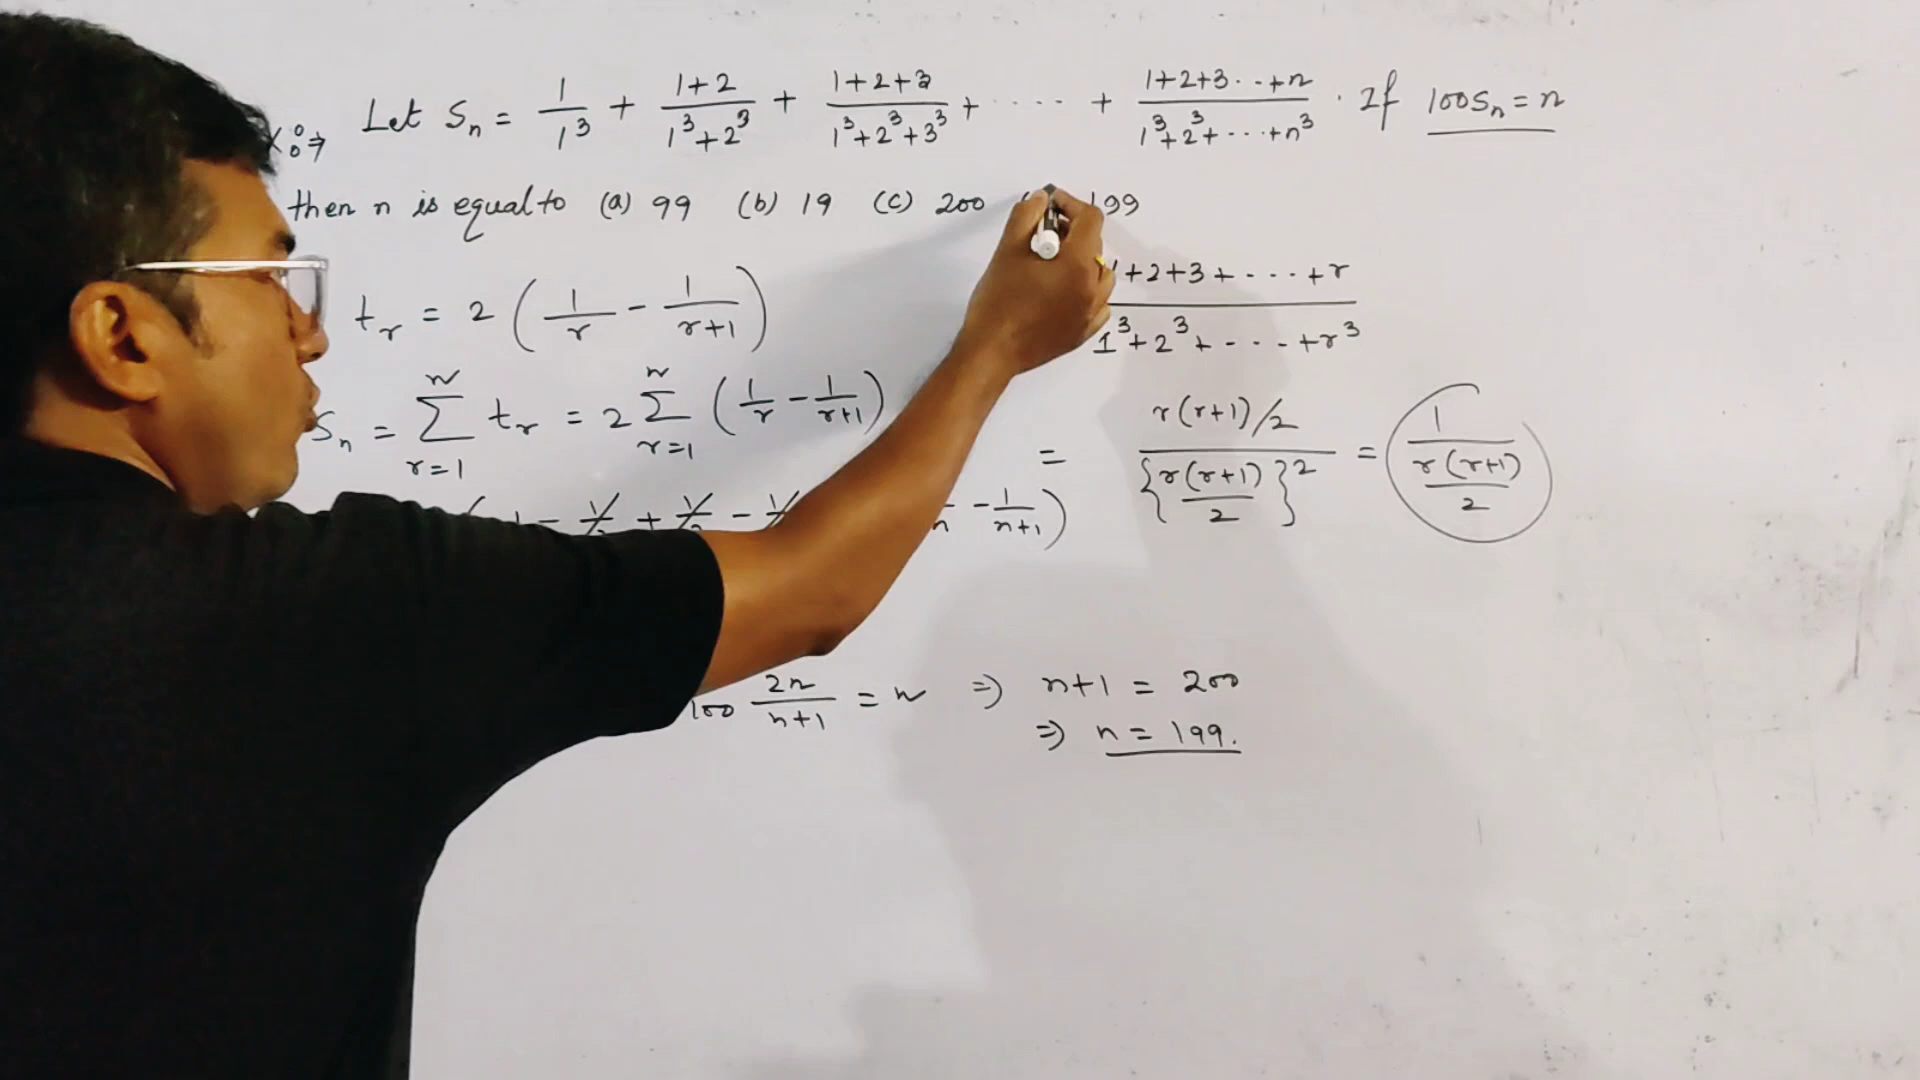 Let Sₙ = 1/1³ + (1+2)/(1³+2³) + (1+2+3)/(1³+2³+3³) + ···· + (1+2+3··+n)/(1³+2³+···+n³) . If 100Sₙ = n
then n is equal to (a) 99 (b) 19 (c) 200 199
tᵣ = 2 (1/r - 1/(r+1))
1+2+3+···+r / 1³+2³+---+r³
Sₙ = Σ_{r=1}^{n} tᵣ = 2 Σ_{r=1}^{n} (1/r - 1/(r+1))
= (r(r+1)/2) / {r(r+1)/2}² = 1 / (r(r+1)/2)
- 1/(n+1))
100 2n/(n+1) = n ⇒ n+1 = 200
⇒ n = 199.